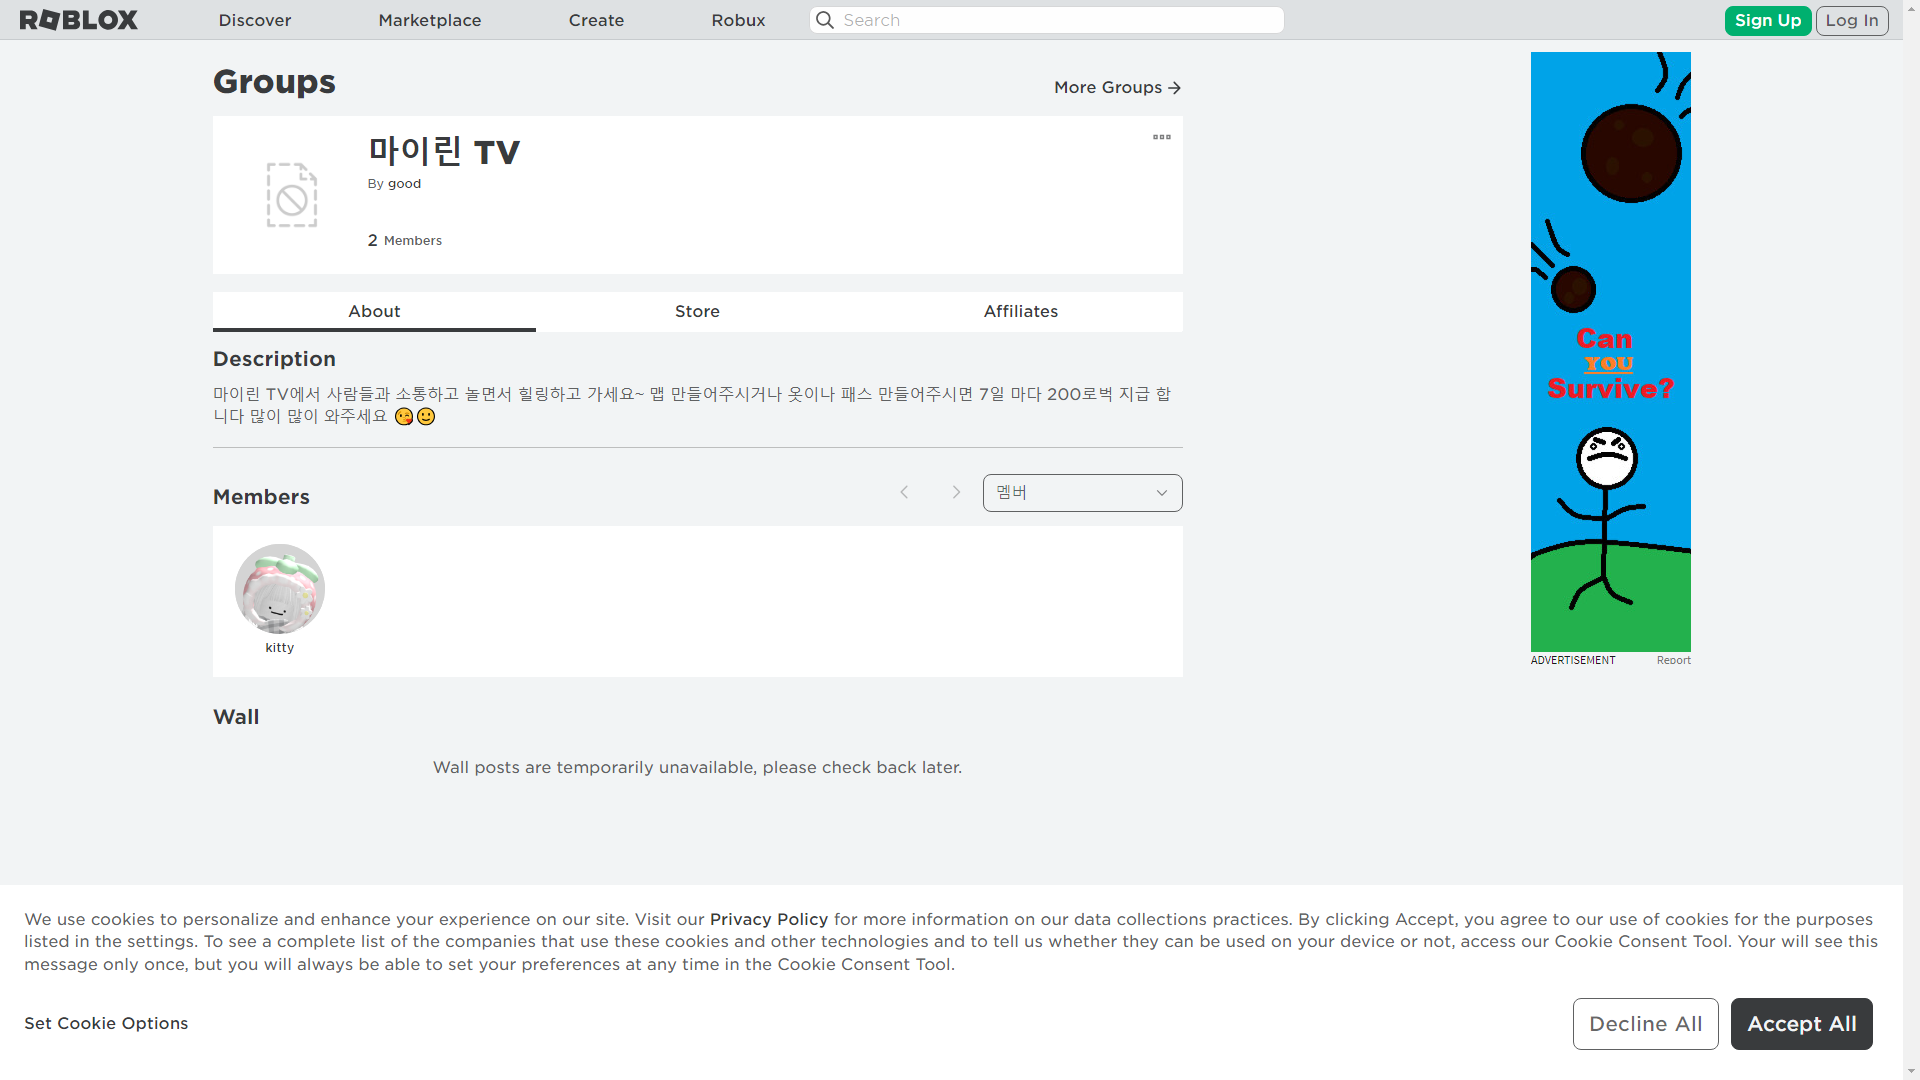 ROBLOX
Discover
Marketplace
Create
Robux
Search
Sign Up
Log In
Groups
More Groups
마이린 TV
By good
2 Members
About
Store
Affiliates
Description
마이린 TV에서 사람들과 소통하고 놀면서 힐링하고 가세요~ 맵 만들어주시거나 옷이나 패스 만들어주시면 7일 마다 200로벅 지급 합
니다 많이 많이 와주세요 😘🙂
Members
멤버
kitty
Wall
Wall posts are temporarily unavailable, please check back later.
Can
YOU
Survive?
ADVERTISEMENT
Report
We use cookies to personalize and enhance your experience on our site. Visit our Privacy Policy for more information on our data collections practices. By clicking Accept, you agree to our use of cookies for the purposes
listed in the settings. To see a complete list of the companies that use these cookies and other technologies and to tell us whether they can be used on your device or not, access our Cookie Consent Tool. Your will see this
message only once, but you will always be able to set your preferences at any time in the Cookie Consent Tool.
Set Cookie Options
Decline All
Accept All